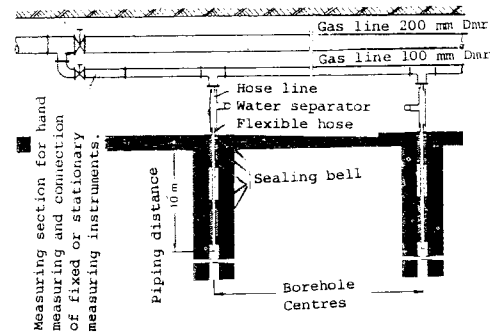 Gas line 200 mm Dmr
Gas line 100 mm Dmr
Hose line
Water separator
Flexible hose
Sealing bell
Piping distance
10 m
Borehole
Centres
Measuring section for hand
measuring and connection
of fixed or stationary
measuring instruments.